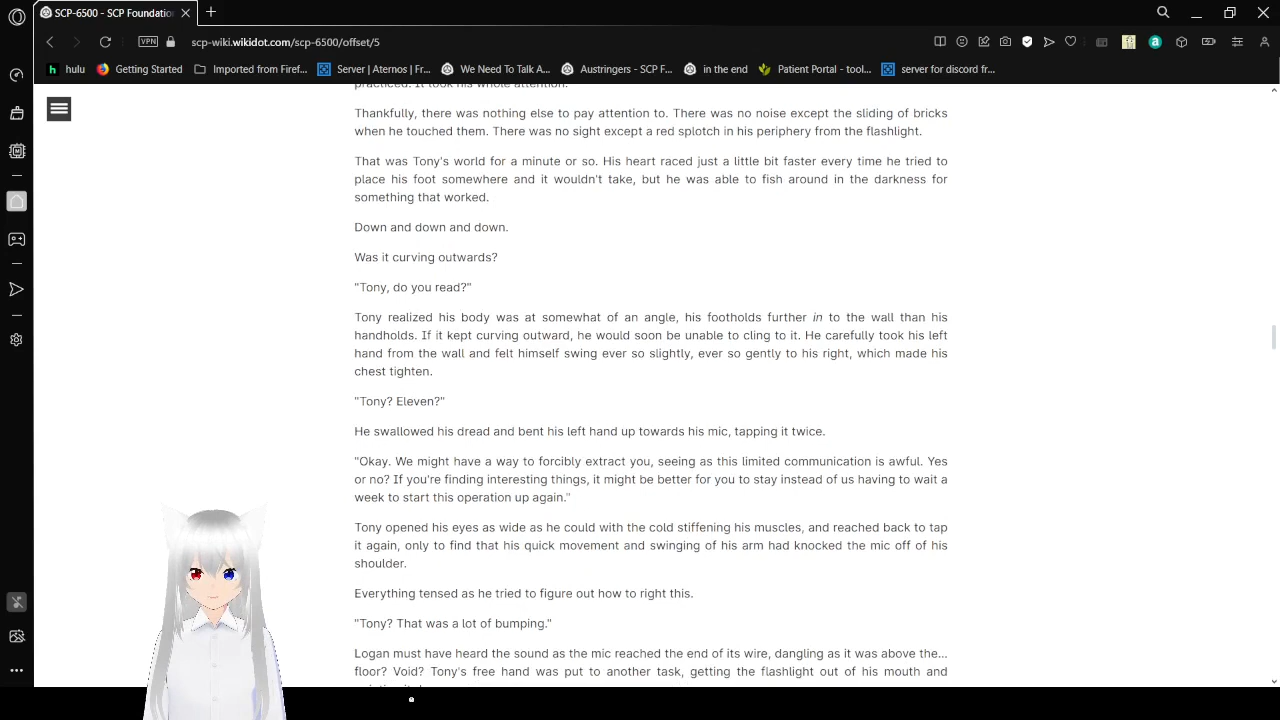 SCP-6500 - SCP Foundatio
VPN
scp-wiki.wikidot.com/scp-6500/offset/5
hulu
Getting Started
Imported from Firef...
Server | Aternos | Fr...
We Need To Talk A...
Austringers - SCP F...
in the end
Patient Portal - tool...
server for discord fr...
practiced. It took his whole attention.
Thankfully, there was nothing else to pay attention to. There was no noise except the sliding of bricks
when he touched them. There was no sight except a red splotch in his periphery from the flashlight.
That was Tony's world for a minute or so. His heart raced just a little bit faster every time he tried to
place his foot somewhere and it wouldn't take, but he was able to fish around in the darkness for
something that worked.
Down and down and down.
Was it curving outwards?
"Tony, do you read?"
Tony realized his body was at somewhat of an angle, his footholds further in to the wall than his
handholds. If it kept curving outward, he would soon be unable to cling to it. He carefully took his left
hand from the wall and felt himself swing ever so slightly, ever so gently to his right, which made his
chest tighten.
"Tony? Eleven?"
He swallowed his dread and bent his left hand up towards his mic, tapping it twice.
"Okay. We might have a way to forcibly extract you, seeing as this limited communication is awful. Yes
or no? If you're finding interesting things, it might be better for you to stay instead of us having to wait a
week to start this operation up again."
Tony opened his eyes as wide as he could with the cold stiffening his muscles, and reached back to tap
it again, only to find that his quick movement and swinging of his arm had knocked the mic off of his
shoulder.
Everything tensed as he tried to figure out how to right this.
"Tony? That was a lot of bumping."
Logan must have heard the sound as the mic reached the end of its wire, dangling as it was above the...
floor? Void? Tony's free hand was put to another task, getting the flashlight out of his mouth and